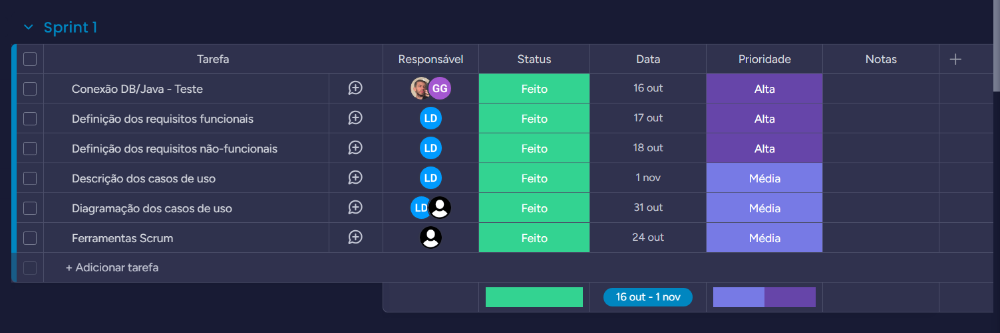 Sprint 1
Tarefa Responsável Status Data Prioridade Notas
Conexão DB/Java - Teste GG Feito 16 out Alta
Definição dos requisitos funcionais LD Feito 17 out Alta
Definição dos requisitos não-funcionais LD Feito 18 out Alta
Descrição dos casos de uso LD Feito 1 nov Média
Diagramação dos casos de uso LD Feito 31 out Média
Ferramentas Scrum Feito 24 out Média
+ Adicionar tarefa
16 out - 1 nov